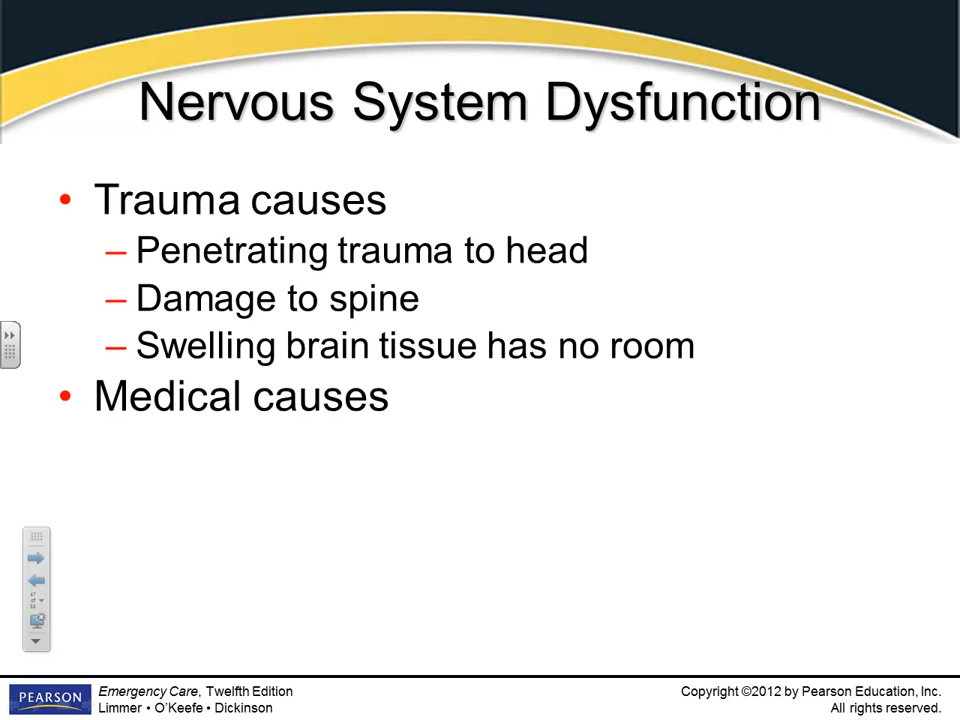 Nervous System Dysfunction
• Trauma causes
– Penetrating trauma to head
– Damage to spine
– Swelling brain tissue has no room
• Medical causes
PEARSON
Emergency Care, Twelfth Edition
Limmer • O’Keefe • Dickinson
Copyright ©2012 by Pearson Education, Inc.
All rights reserved.